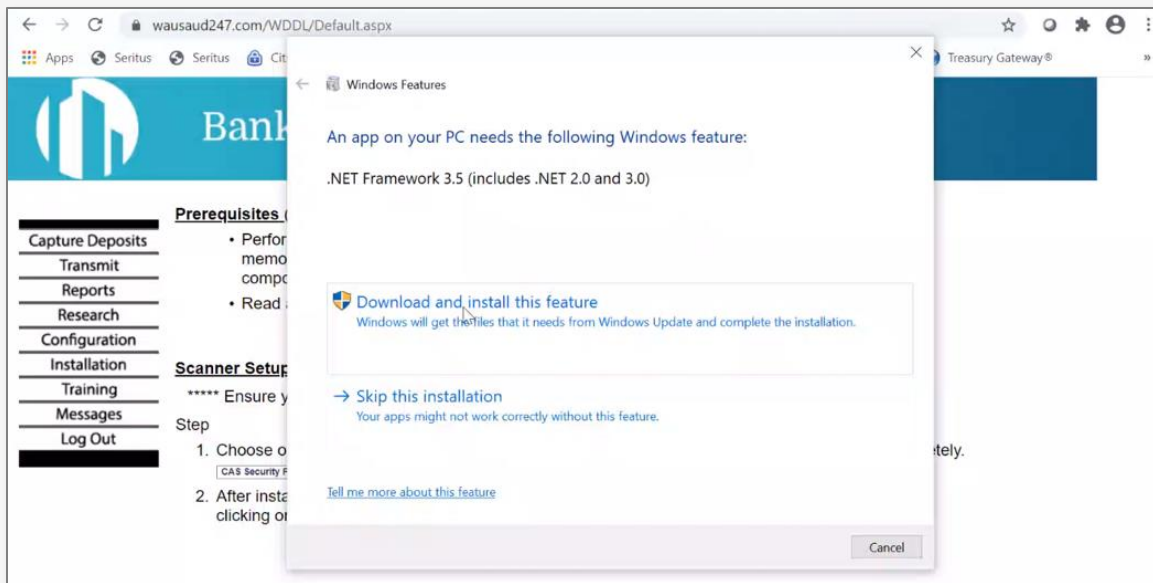 wausaud247.com/WDDL/Default.aspx
Apps Seritus Seritus Cit
Treasury Gateway®
»
Bank
Windows Features
An app on your PC needs the following Windows feature:
.NET Framework 3.5 (includes .NET 2.0 and 3.0)
Download and install this feature
Windows will get the files that it needs from Windows Update and complete the installation.
Skip this installation
Your apps might not work correctly without this feature.
Tell me more about this feature
Cancel
Capture Deposits
Transmit
Reports
Research
Configuration
Installation
Training
Messages
Log Out
Prerequisites (
• Perfor
memo
compo
• Read
Scanner Setup
***** Ensure y
Step
1. Choose o
tely.
CAS Security F
2. After insta
clicking or